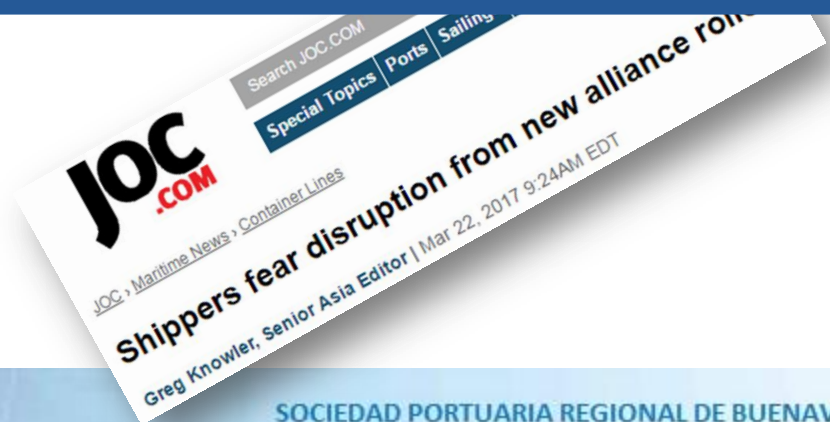 Search JOC.COM
Special Topics Ports Sailing
JOC
.COM
JOC › Maritime News › Container Lines
Shippers fear disruption from new alliance
Greg Knowler, Senior Asia Editor | Mar 22, 2017 9:24AM EDT
SOCIEDAD PORTUARIA REGIONAL DE